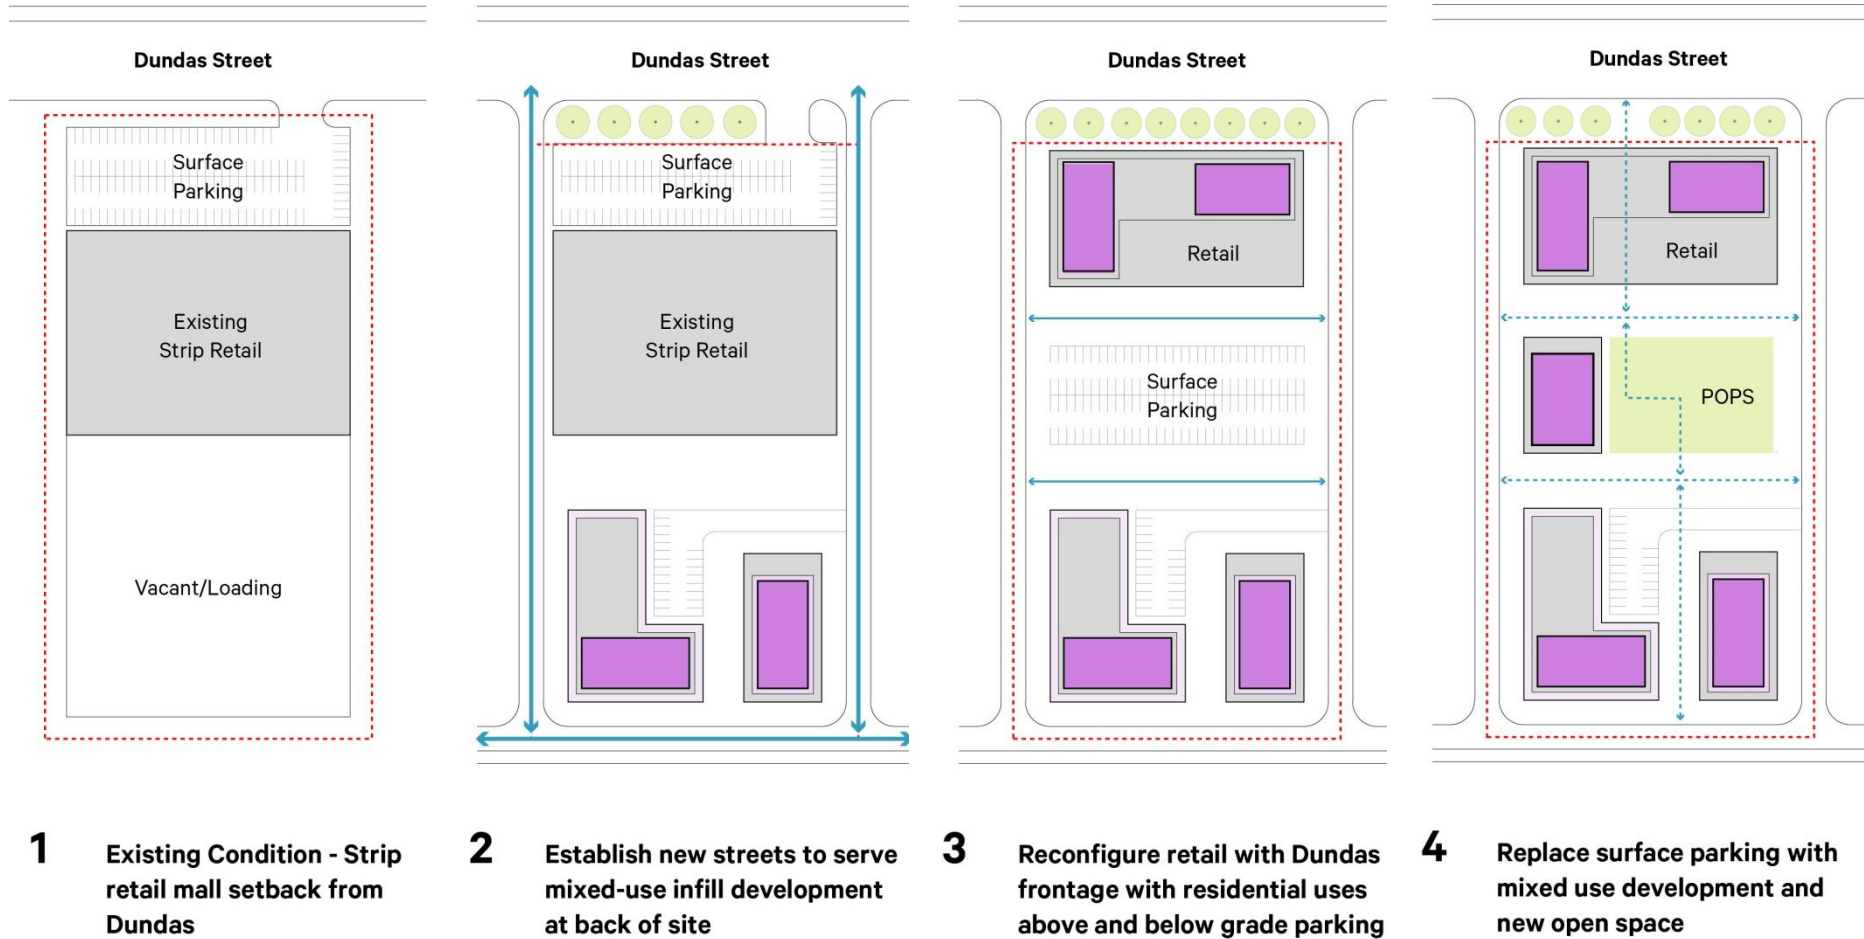 Dundas Street
Surface
Parking
Existing
Strip Retail
Vacant/Loading
1
Existing Condition - Strip
retail mall setback from
Dundas
Dundas Street
Surface
Parking
Existing
Strip Retail
2
Establish new streets to serve
mixed-use infill development
at back of site
Dundas Street
Retail
Surface
Parking
3
Reconfigure retail with Dundas
frontage with residential uses
above and below grade parking
Dundas Street
Retail
POPS
4
Replace surface parking with
mixed use development and
new open space